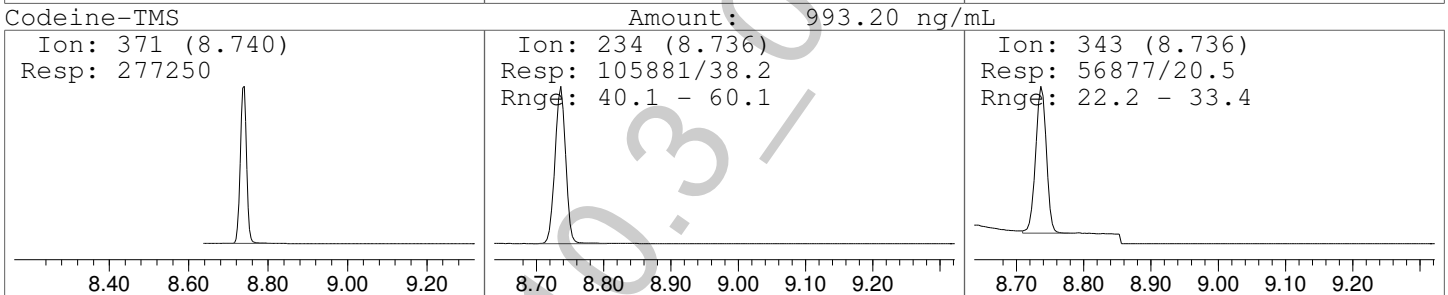 Codeine-TMS Amount: 993.20 ng/mL
Ion: 371 (8.740)
Resp: 277250
8.40 8.60 8.80 9.00 9.20
Ion: 234 (8.736)
Resp: 105881/38.2
Rnge: 40.1 - 60.1
8.70 8.80 8.90 9.00 9.10 9.20
Ion: 343 (8.736)
Resp: 56877/20.5
Rnge: 22.2 - 33.4
8.70 8.80 8.90 9.00 9.10 9.20